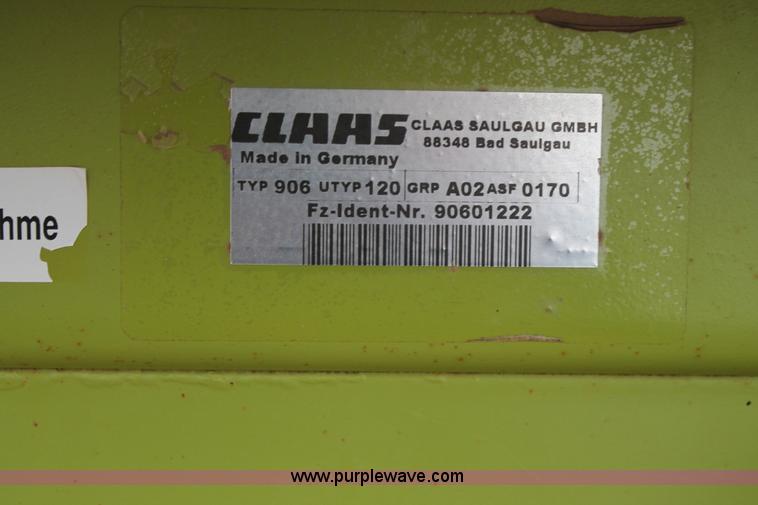 CLAAS CLAAS SAULGAU GMBH
88348 Bad Saulgau
Made in Germany
TYP 906 UTYP 120 GRP A02 ASF 0170
Fz-Ident-Nr. 90601222
hme
www.purplewave.com